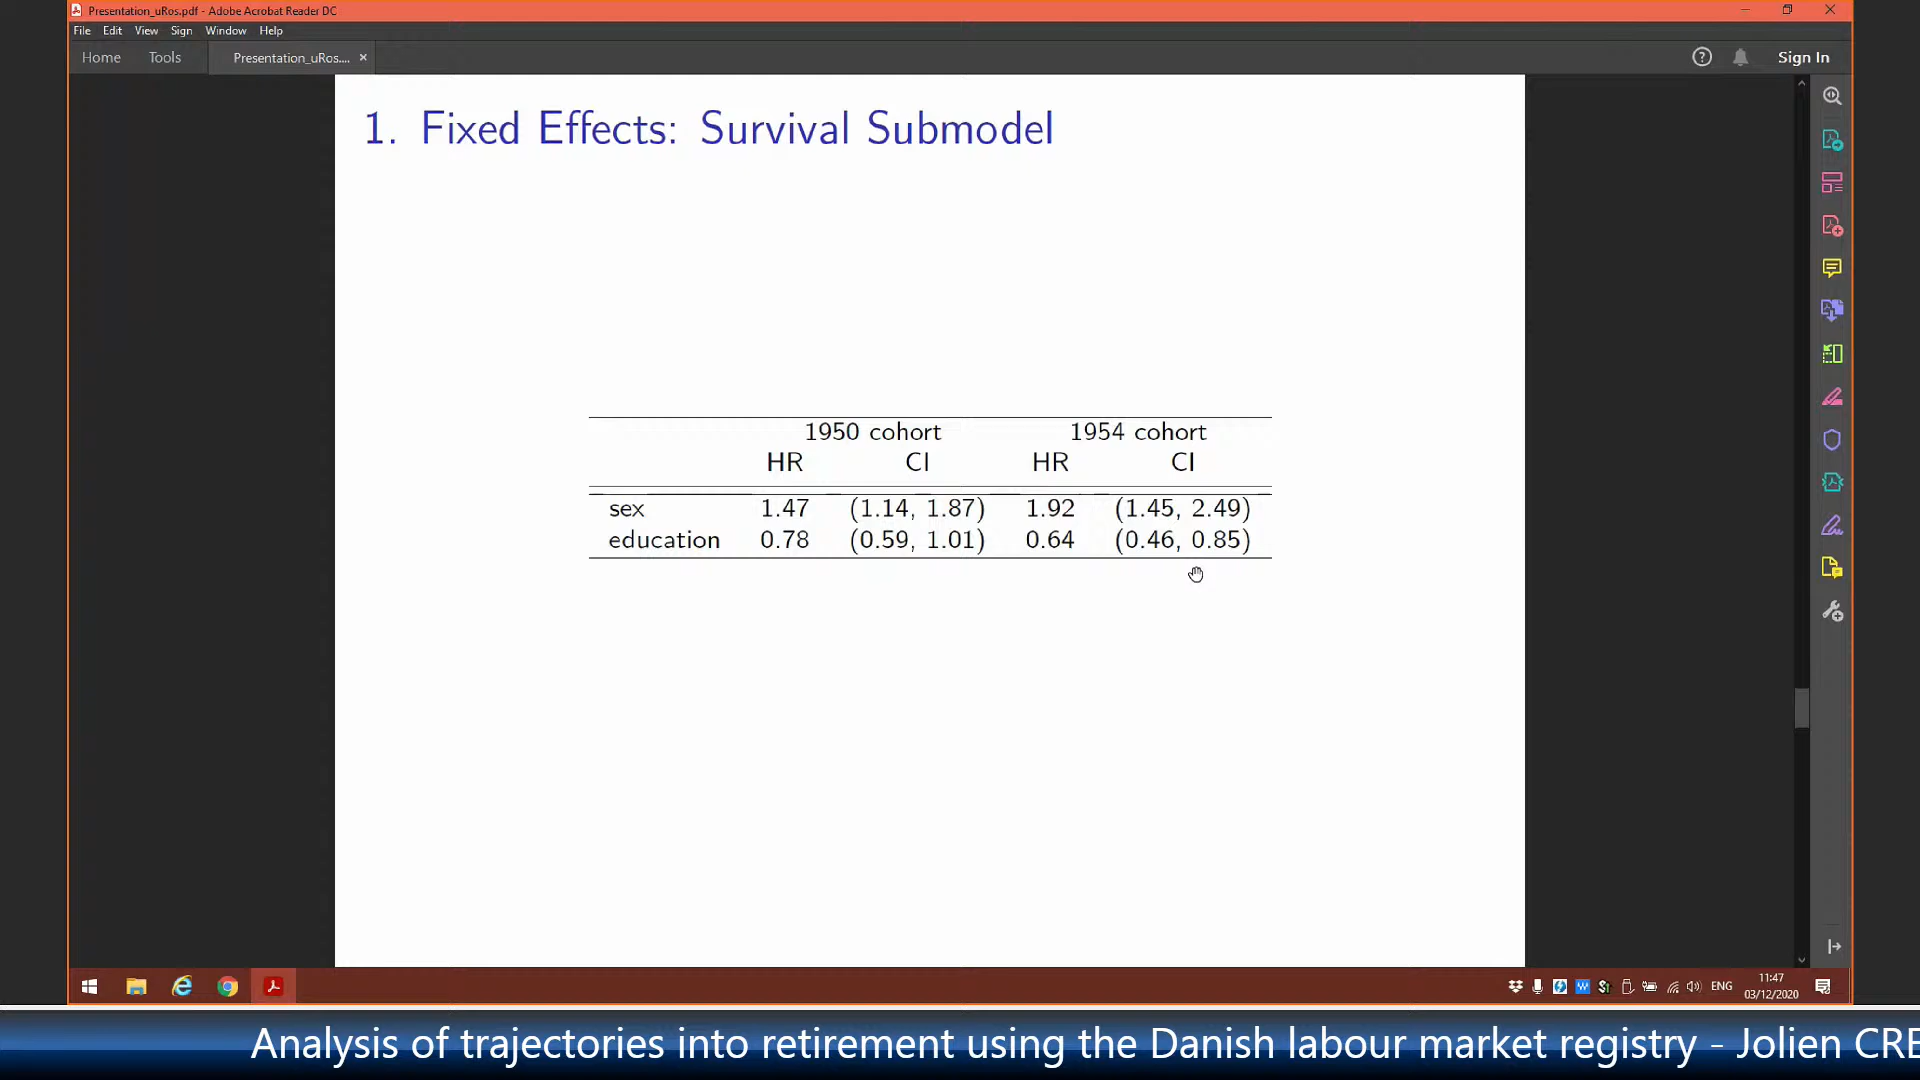 Presentation_uRos.pdf - Adobe Acrobat Reader DC
File Edit View Sign Window Help
Home Tools Presentation_uRos.... × Sign In
1. Fixed Effects: Survival Submodel
1950 cohort 1954 cohort
HR CI HR CI
sex 1.47 (1.14, 1.87) 1.92 (1.45, 2.49)
education 0.78 (0.59, 1.01) 0.64 (0.46, 0.85)
ENG
11:47
03/12/2020
Analysis of trajectories into retirement using the Danish labour market registry - Jolien CRE